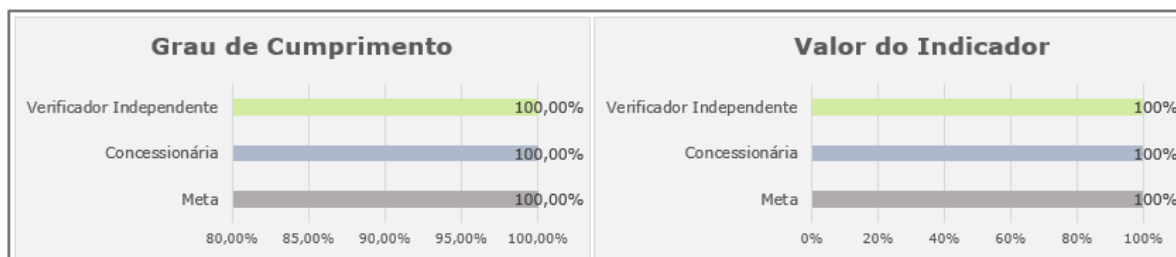 Grau de Cumprimento
Verificador Independente 100,00%
Concessionária 100,00%
Meta 100,00%
80,00% 85,00% 90,00% 95,00% 100,00%
Valor do Indicador
Verificador Independente 100%
Concessionária 100%
Meta 100%
0% 20% 40% 60% 80% 100%